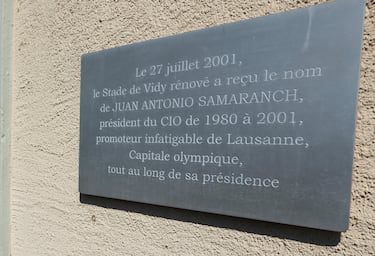 Le 27 juillet 2001,
le Stade de Vidy rénové a reçu le nom
de JUAN ANTONIO SAMARANCH,
président du CIO de 1980 à 2001,
promoteur infatigable de Lausanne,
Capitale olympique,
tout au long de sa présidence